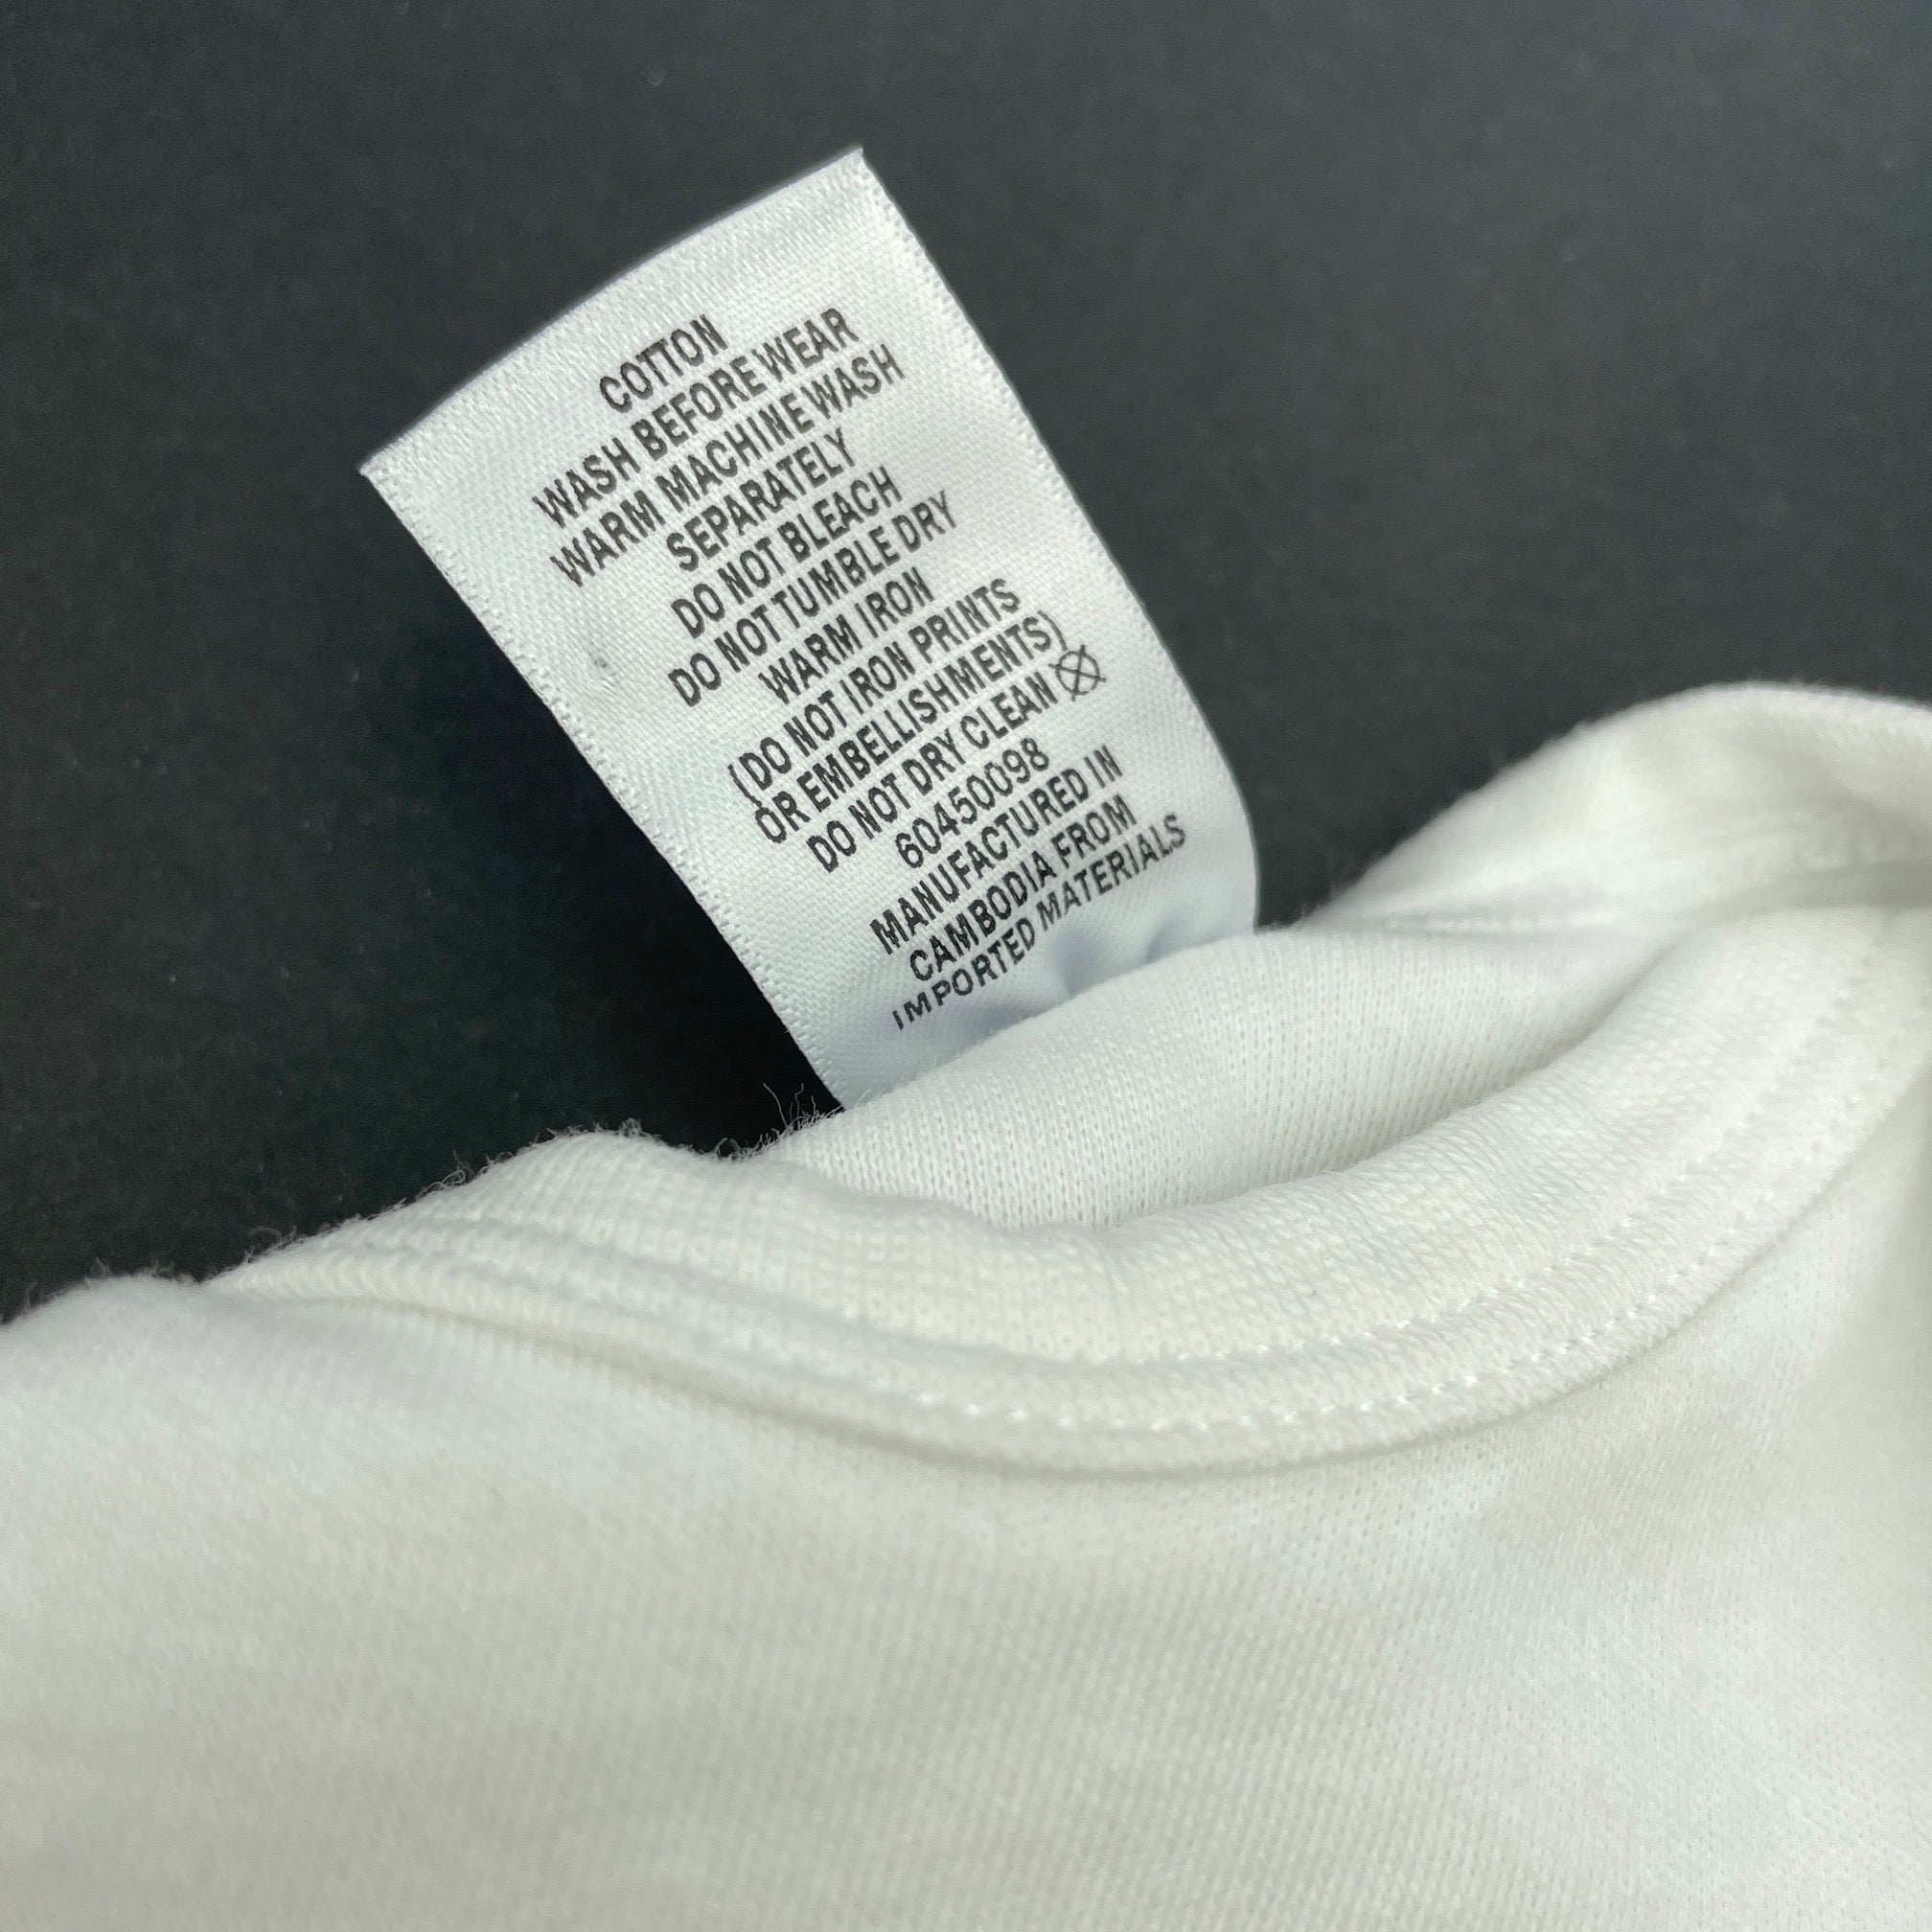 COTTON
WASH BEFORE WEAR
WARM MACHINE WASH
SEPARATELY
DO NOT BLEACH
DO NOT TUMBLE DRY
WARM IRON
(DO NOT IRON PRINTS
OR EMBELLISHMENTS)
DO NOT DRY CLEAN
60450098
MANUFACTURED IN
CAMBODIA FROM
IMPORTED MATERIALS